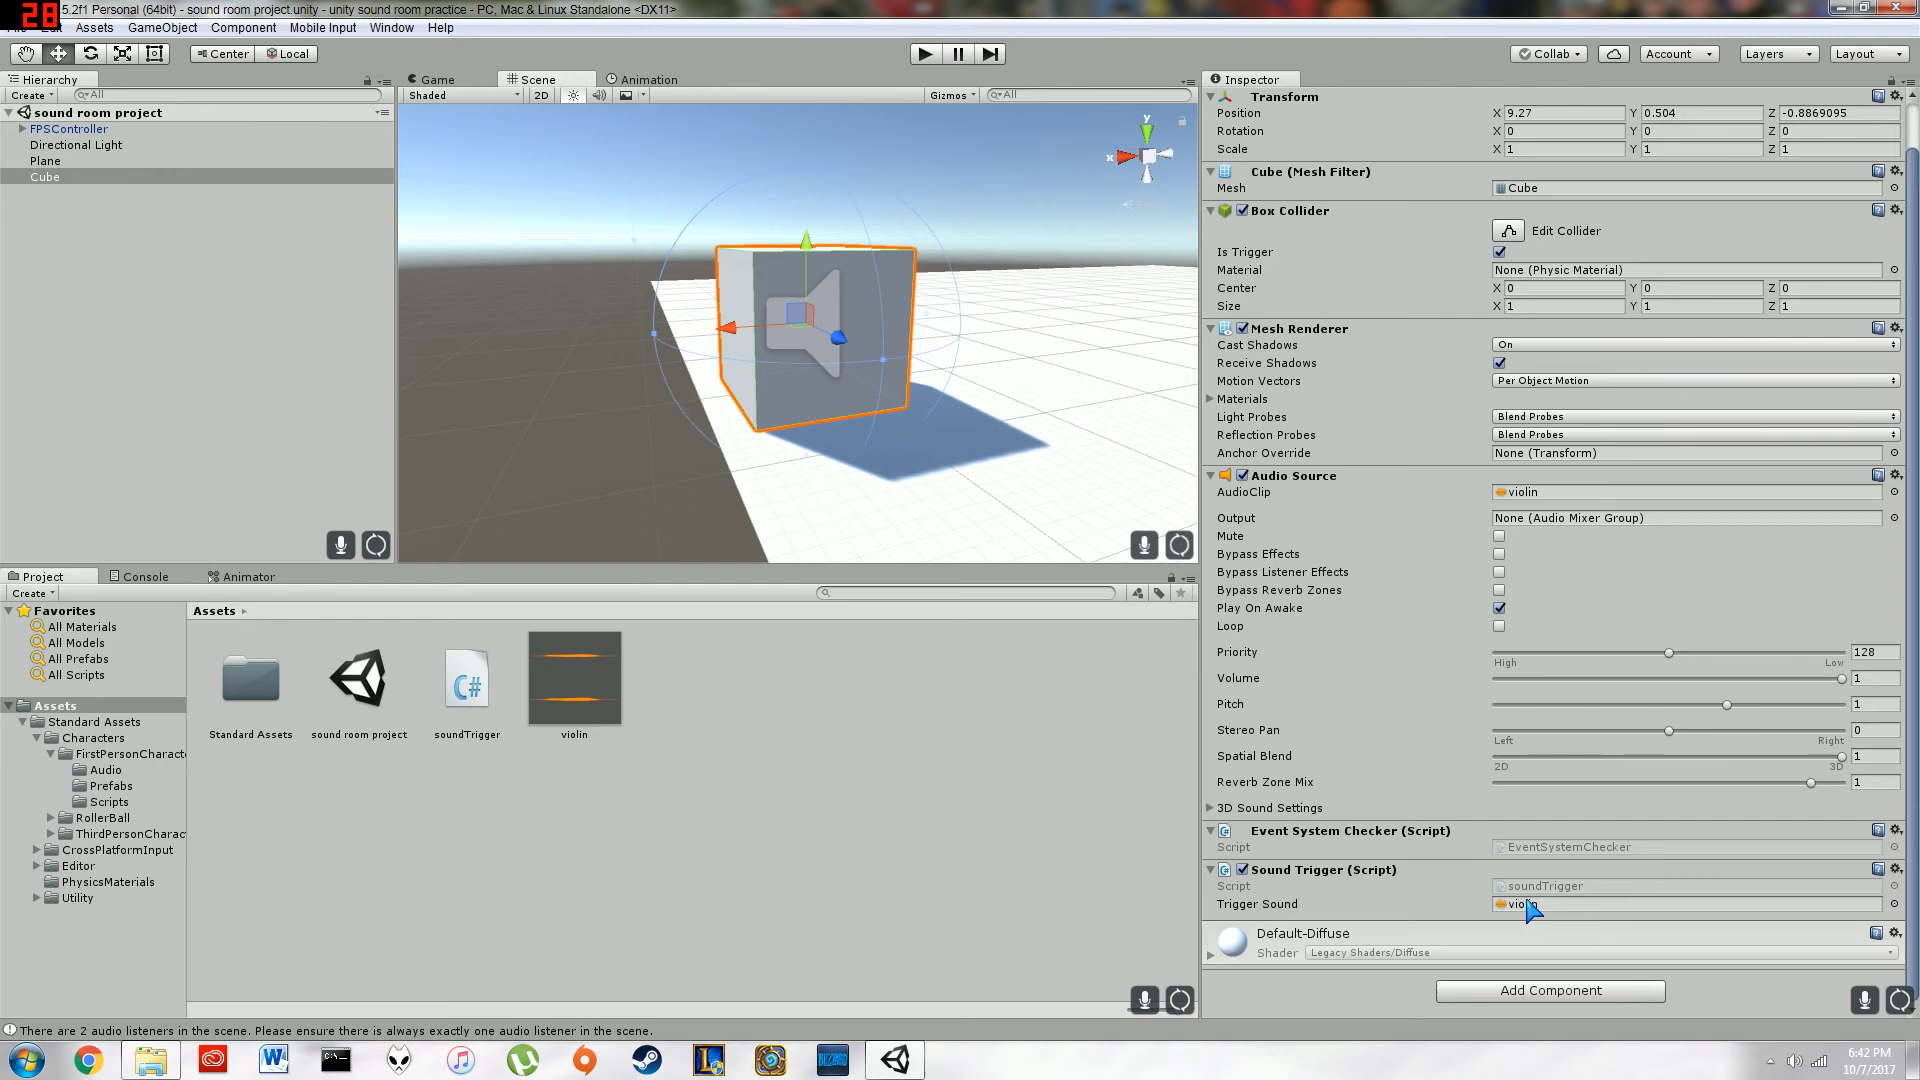 28
5.2f1 Personal (64bit) - sound room project.unity - unity sound room practice - PC, Mac & Linux Standalone <DX11>
Assets GameObject Component Mobile Input Window Help
Center Local
Collab Account Layers Layout
Hierarchy
Create All
sound room project
FPSController
Directional Light
Plane
Cube
Game Scene Animation
Shaded 2D Gizmos All
y
x
Inspector
Transform
Position X 9.27 Y 0.504 Z -0.8869095
Rotation X 0 Y 0 Z 0
Scale X 1 Y 1 Z 1
Cube (Mesh Filter)
Mesh Cube
Box Collider
Edit Collider
Is Trigger
Material None (Physic Material)
Center X 0 Y 0 Z 0
Size X 1 Y 1 Z 1
Mesh Renderer
Cast Shadows On
Receive Shadows
Motion Vectors Per Object Motion
Materials
Light Probes Blend Probes
Reflection Probes Blend Probes
Anchor Override None (Transform)
Audio Source
AudioClip violin
Output None (Audio Mixer Group)
Mute
Bypass Effects
Bypass Listener Effects
Bypass Reverb Zones
Play On Awake
Loop
Priority 128
High Low
Volume 1
Pitch 1
Stereo Pan 0
Left Right
Spatial Blend 1
2D 3D
Reverb Zone Mix 1
3D Sound Settings
Event System Checker (Script)
Script EventSystemChecker
Sound Trigger (Script)
Script soundTrigger
Trigger Sound violin
Default-Diffuse
Shader Legacy Shaders/Diffuse
Add Component
Project Console Animator
Create
Favorites
All Materials
All Models
All Prefabs
All Scripts
Assets
Standard Assets
Characters
FirstPersonCharacte
Audio
Prefabs
Scripts
RollerBall
ThirdPersonCharac
CrossPlatformInput
Editor
PhysicsMaterials
Utility
Assets
C#
Standard Assets sound room project soundTrigger violin
There are 2 audio listeners in the scene. Please ensure there is always exactly one audio listener in the scene.
W
BLIZZARD
6:42 PM
10/7/2017